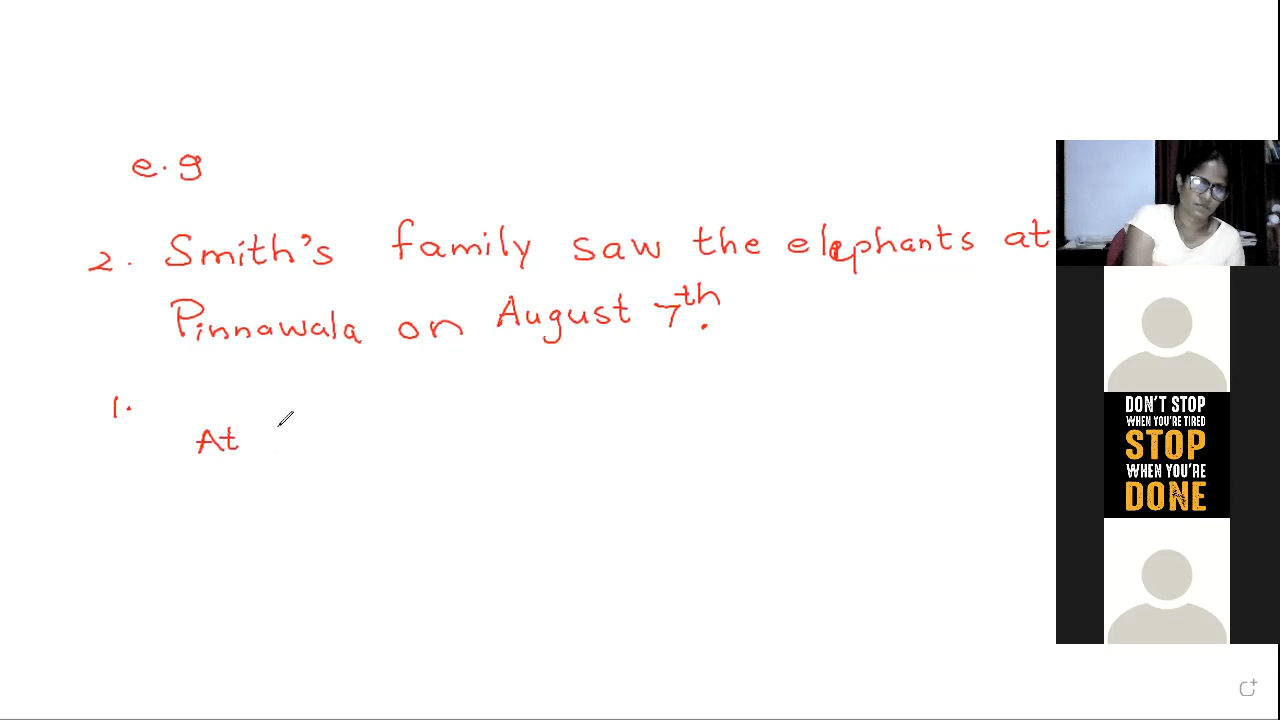 e.g
2. Smith's family saw the elephants at
Pinnawala on August 7th.
1.
At
DON'T STOP
WHEN YOU'RE TIRED
STOP
WHEN YOU'RE
DONE